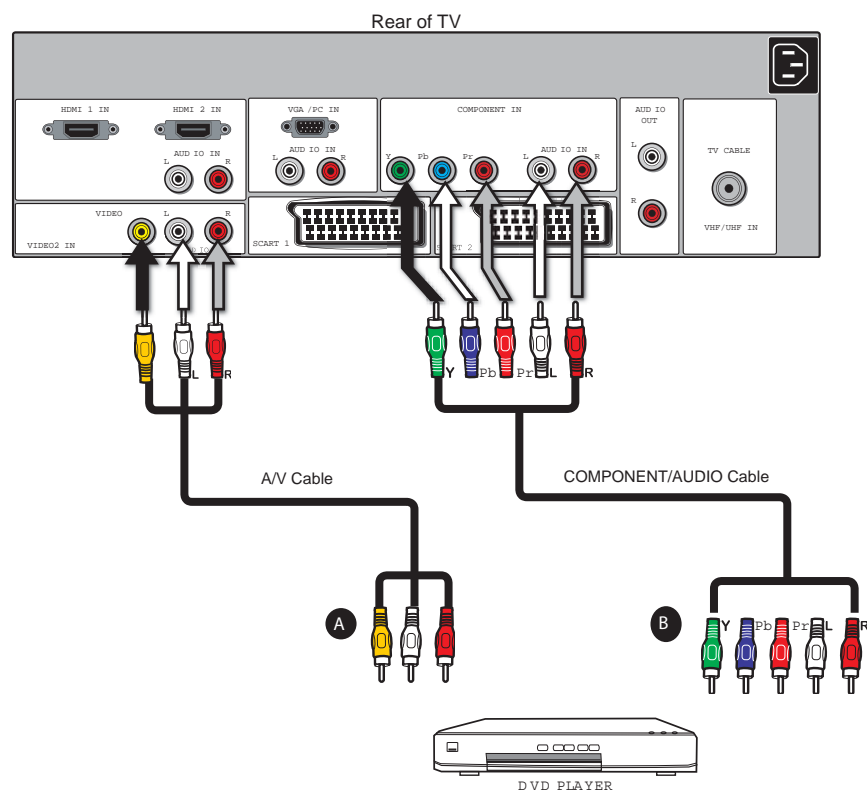 Rear of TV
HDMI 1 IN
HDMI 2 IN
AUD IO IN
L
R
VGA /PC IN
AUD IO IN
L
R
COMPONENT IN
Y
Pb
Pr
AUD IO IN
L
R
AUD IO
OUT
L
R
TV CABLE
VHF/UHF IN
VIDEO
L
R
VIDEO2 IN
SCART 1
L
R
Y
Pb
Pr
L
R
A/V Cable
COMPONENT/AUDIO Cable
A
B
Y
Pb
Pr
L
R
DVD PLAYER